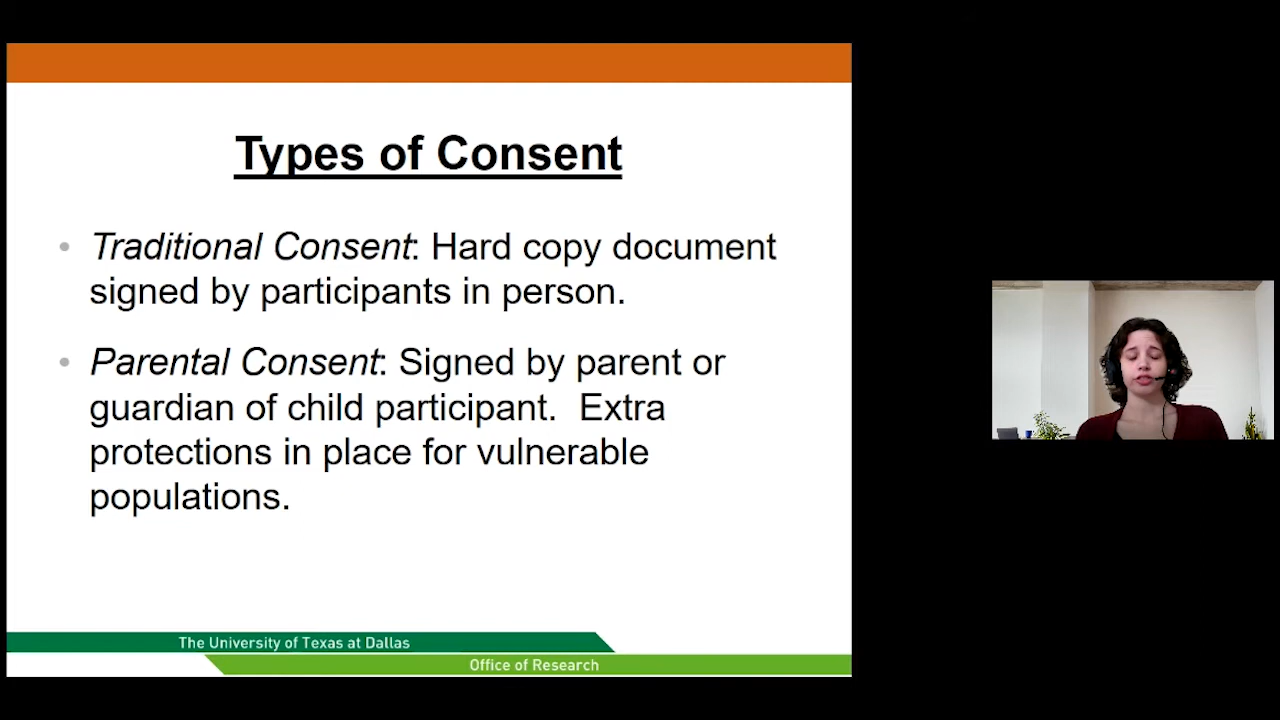 Types of Consent
• Traditional Consent: Hard copy document
signed by participants in person.
• Parental Consent: Signed by parent or
guardian of child participant.  Extra
protections in place for vulnerable
populations.
The University of Texas at Dallas
Office of Research